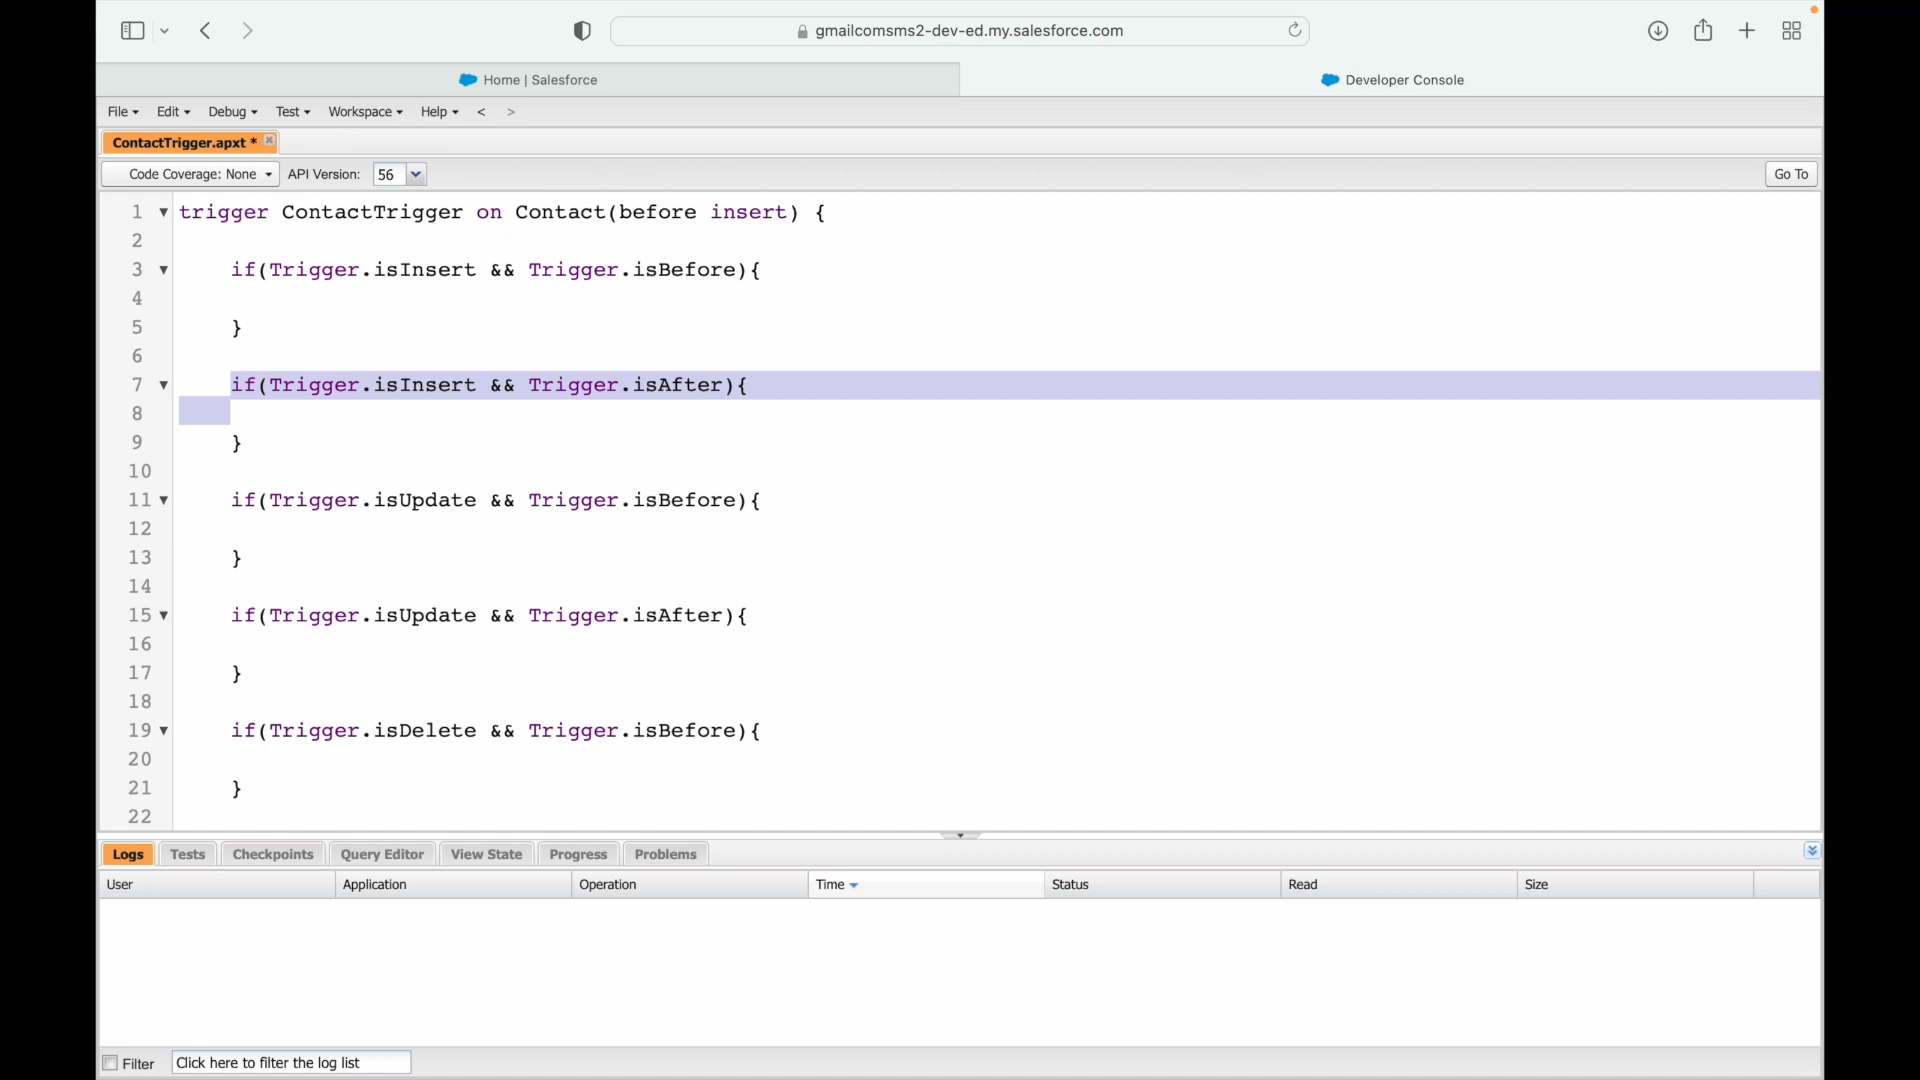 gmailcomsms2-dev-ed.my.salesforce.com
Home | Salesforce
Developer Console
File Edit Debug Test Workspace Help < >
ContactTrigger.apxt *
Code Coverage: None API Version: 56 Go To
1 trigger ContactTrigger on Contact(before insert) {
2
3 if(Trigger.isInsert && Trigger.isBefore){
4
5 }
6
7 if(Trigger.isInsert && Trigger.isAfter){
8
9 }
10
11 if(Trigger.isUpdate && Trigger.isBefore){
12
13 }
14
15 if(Trigger.isUpdate && Trigger.isAfter){
16
17 }
18
19 if(Trigger.isDelete && Trigger.isBefore){
20
21 }
22
Logs Tests Checkpoints Query Editor View State Progress Problems
User Application Operation Time Status Read Size
Filter Click here to filter the log list